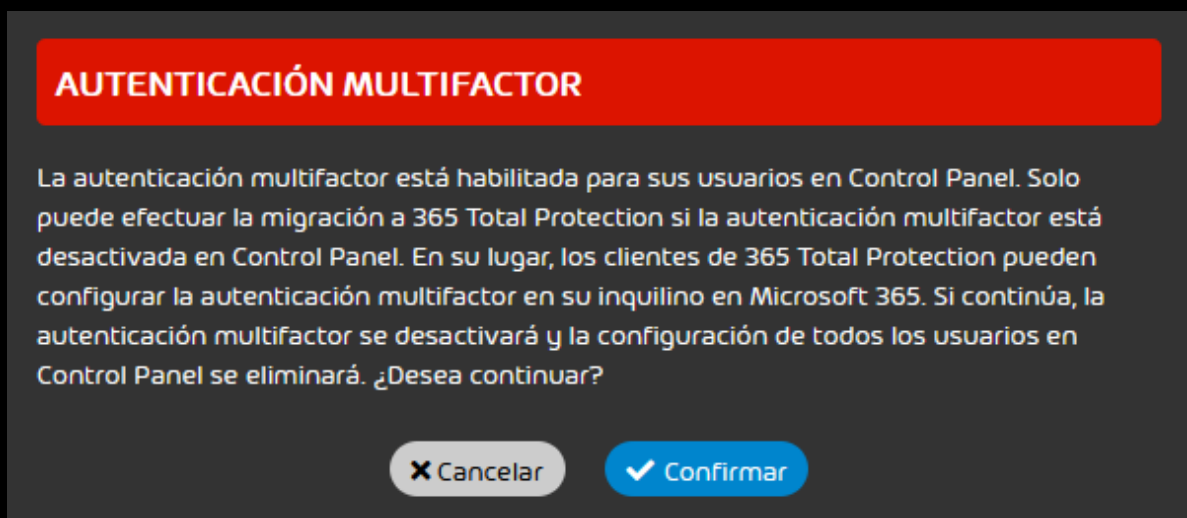 AUTENTICACIÓN MULTIFACTOR
La autenticación multifactor está habilitada para sus usuarios en Control Panel. Solo
puede efectuar la migración a 365 Total Protection si la autenticación multifactor está
desactivada en Control Panel. En su lugar, los clientes de 365 Total Protection pueden
configurar la autenticación multifactor en su inquilino en Microsoft 365. Si continúa, la
autenticación multifactor se desactivará y la configuración de todos los usuarios en
Control Panel se eliminará. ¿Desea continuar?
Cancelar
Confirmar